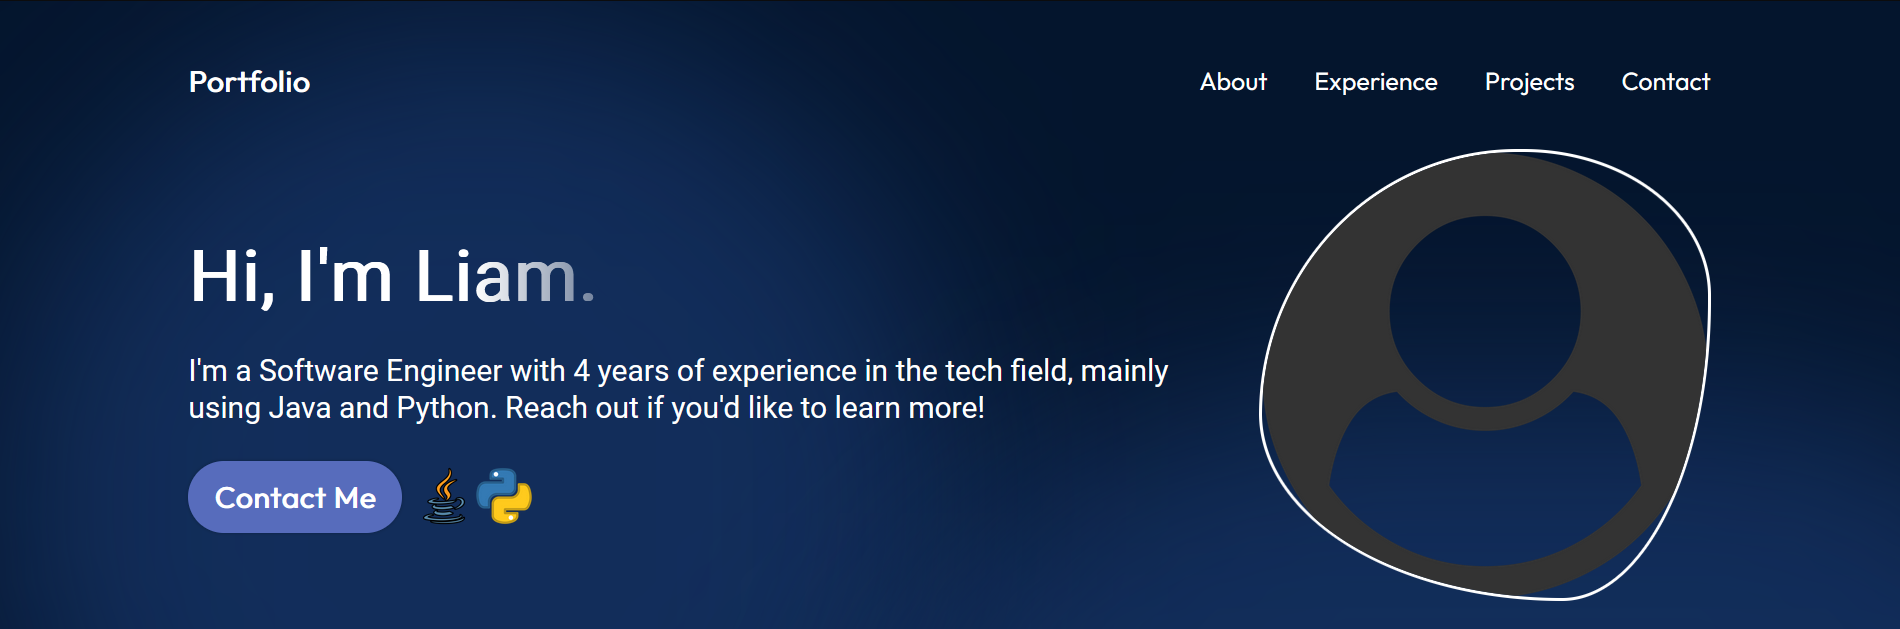 Portfolio
About Experience Projects Contact
Hi, I'm Liam.
I'm a Software Engineer with 4 years of experience in the tech field, mainly
using Java and Python. Reach out if you'd like to learn more!
Contact Me